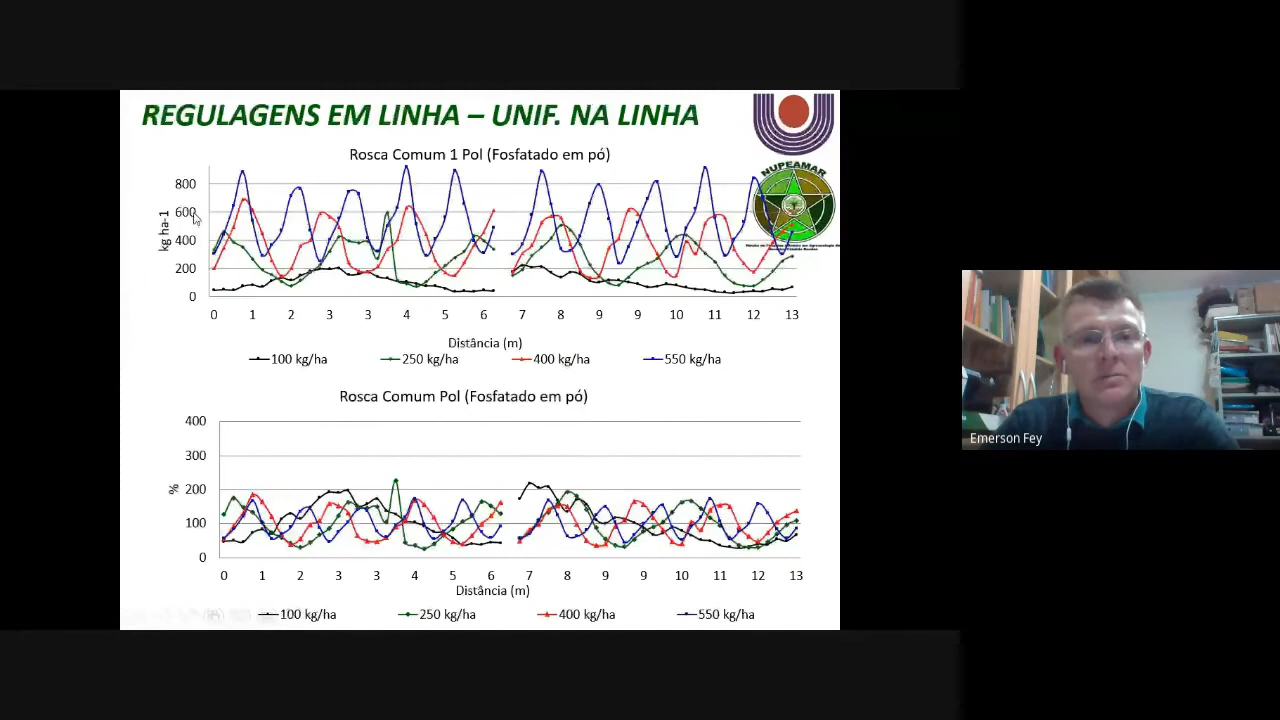 REGULAGENS EM LINHA – UNIF. NA LINHA
NUPEAMAR
Rosca Comum 1 Pol (Fosfatado em pó)
kg ha-1
800
600
400
200
0
0 1 2 3 3 4 5 6 7 8 9 9 10 11 12 13
Distância (m)
100 kg/ha 250 kg/ha 400 kg/ha 550 kg/ha
Rosca Comum Pol (Fosfatado em pó)
%
400
300
200
100
0
0 1 2 3 3 4 5 6 7 8 9 9 10 11 12 13
Distância (m)
100 kg/ha 250 kg/ha 400 kg/ha 550 kg/ha
Emerson Fey